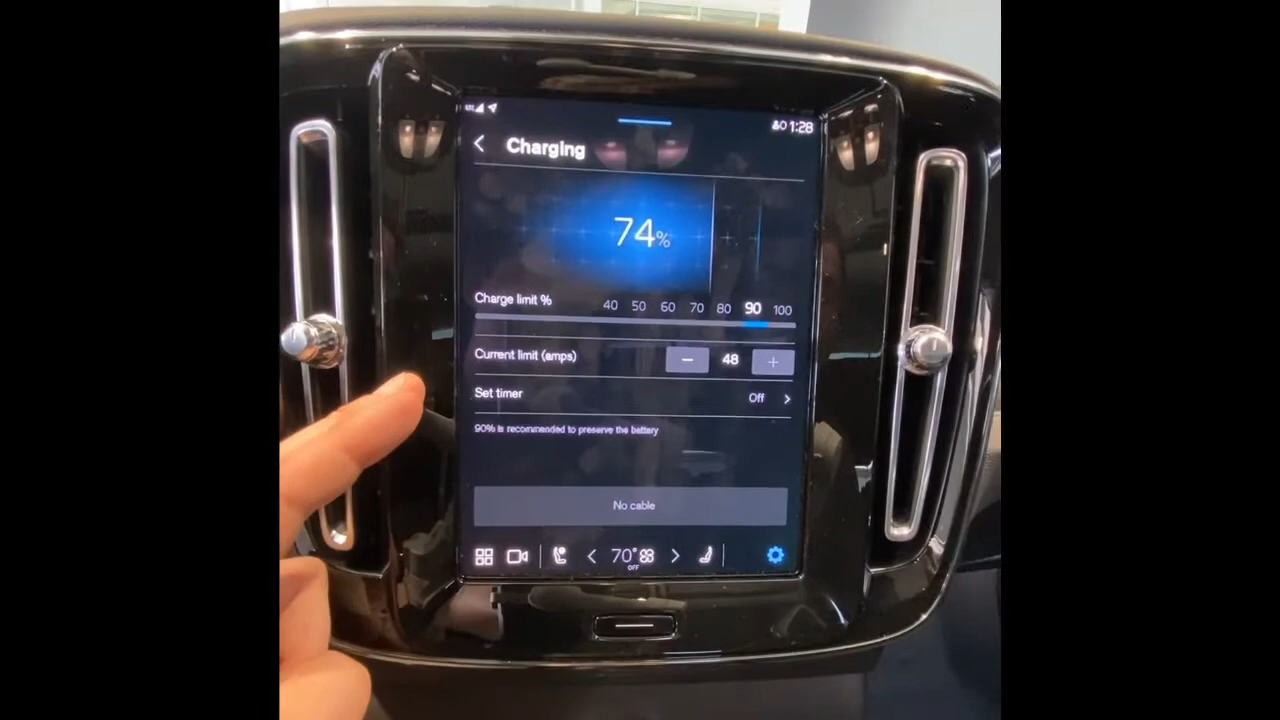 1:28
Charging
74%
Charge limit % 40 50 60 70 80 90 100
Current limit (amps) − 48 +
Set timer Off
90% is recommended to preserve the battery
No cable
70°
OFF